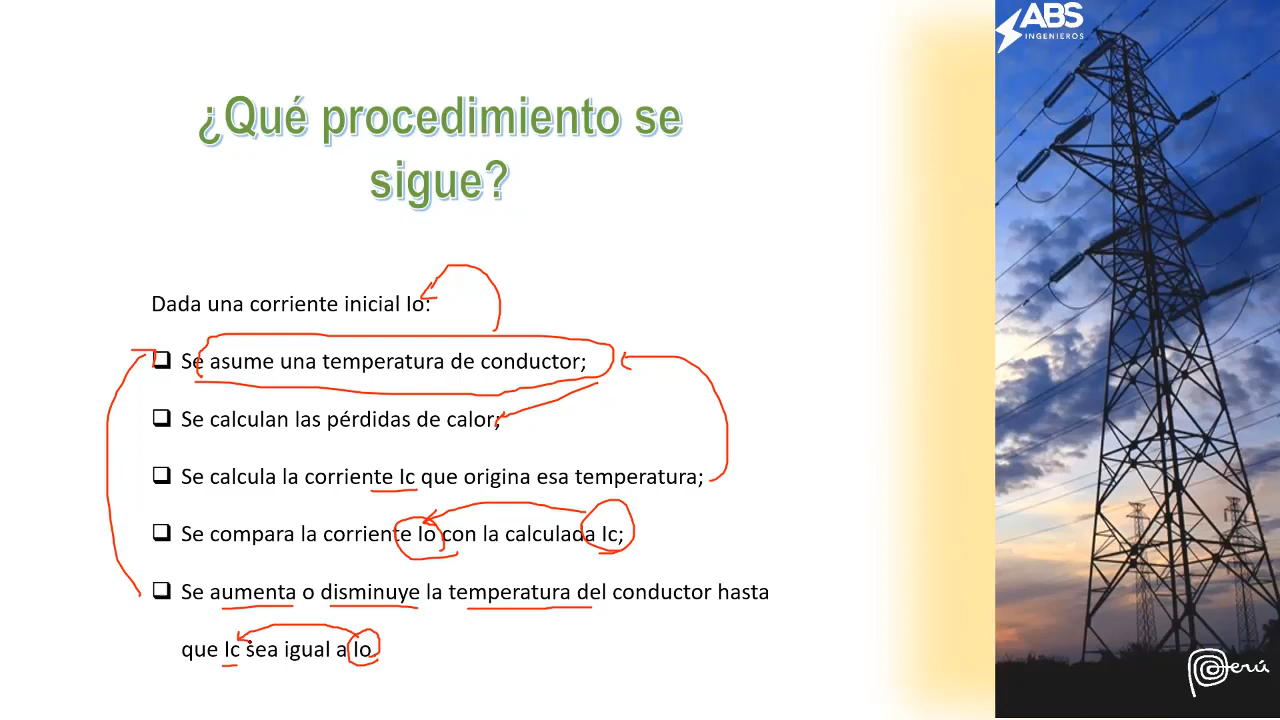 ABS
INGENIEROS
¿Qué procedimiento se
sigue?
Dada una corriente inicial Io:
Se asume una temperatura de conductor;
Se calculan las pérdidas de calor;
Se calcula la corriente Ic que origina esa temperatura;
Se compara la corriente Io con la calculada Ic;
Se aumenta o disminuye la temperatura del conductor hasta
que Ic sea igual a Io.
Perú